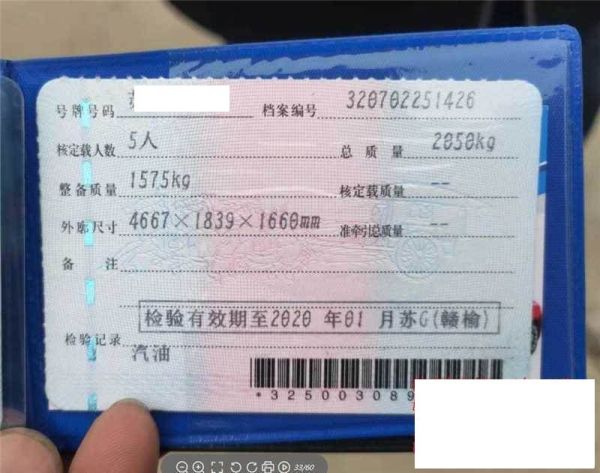 号牌号码 档案编号 320702251426
核定载人数 5人 总质量 2050kg
整备质量 1575kg 核定载质量 --
外廓尺寸 4667×1839×1660mm 准牵引总质量 --
备注
检验有效期至2020 年01 月苏G(赣榆)
检验记录
汽油
*325003089
33/60